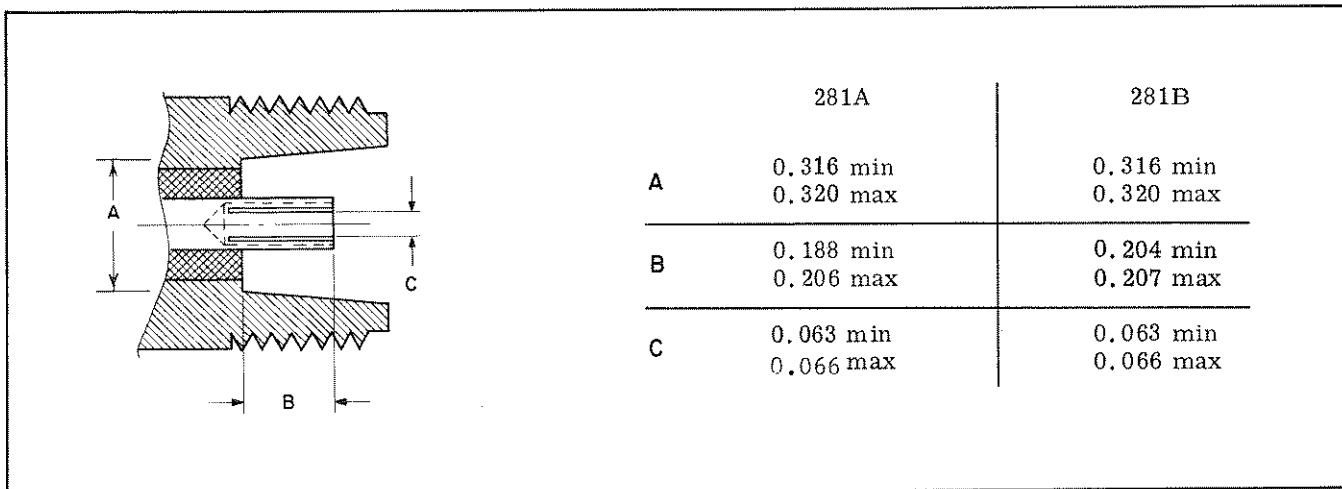 A
B
C
281A 281B
A 0.316 min 0.316 min
0.320 max 0.320 max
B 0.188 min 0.204 min
0.206 max 0.207 max
C 0.063 min 0.063 min
0.066 max 0.066 max